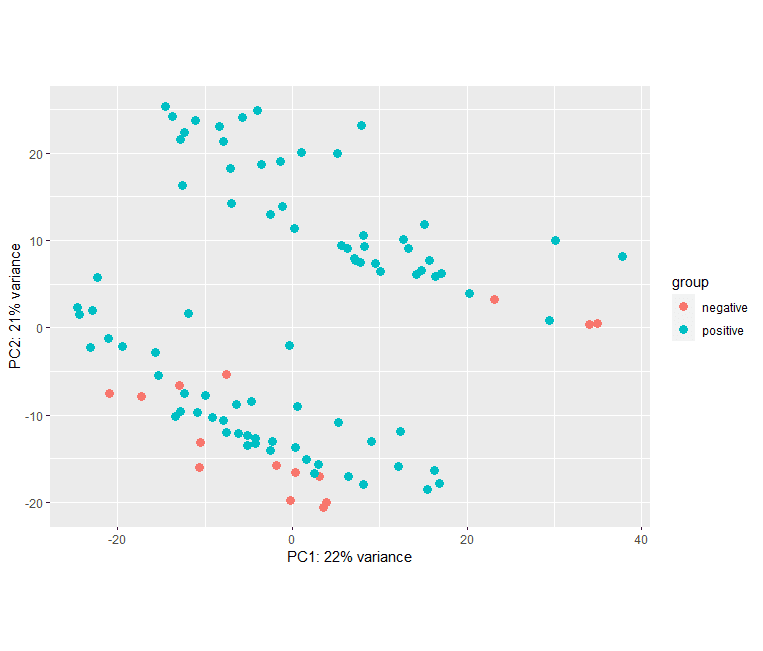 20
10
0
-10
-20
PC2: 21% variance
-20
0
20
40
PC1: 22% variance
group
negative
positive